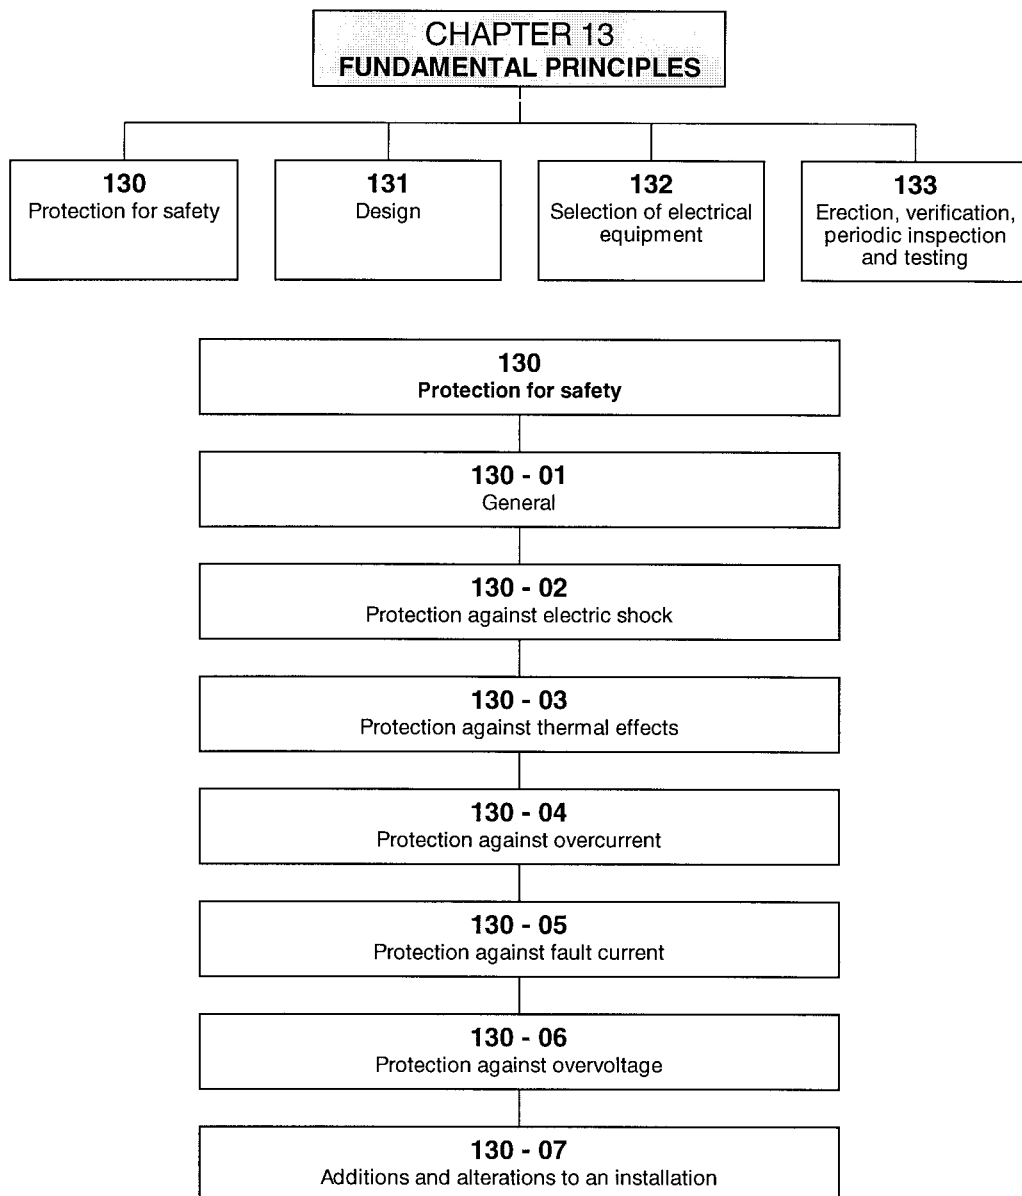 CHAPTER 13
FUNDAMENTAL PRINCIPLES
130
Protection for safety
131
Design
132
Selection of electrical
equipment
133
Erection, verification,
periodic inspection
and testing
130
Protection for safety
130 - 01
General
130 - 02
Protection against electric shock
130 - 03
Protection against thermal effects
130 - 04
Protection against overcurrent
130 - 05
Protection against fault current
130 - 06
Protection against overvoltage
130 - 07
Additions and alterations to an installation